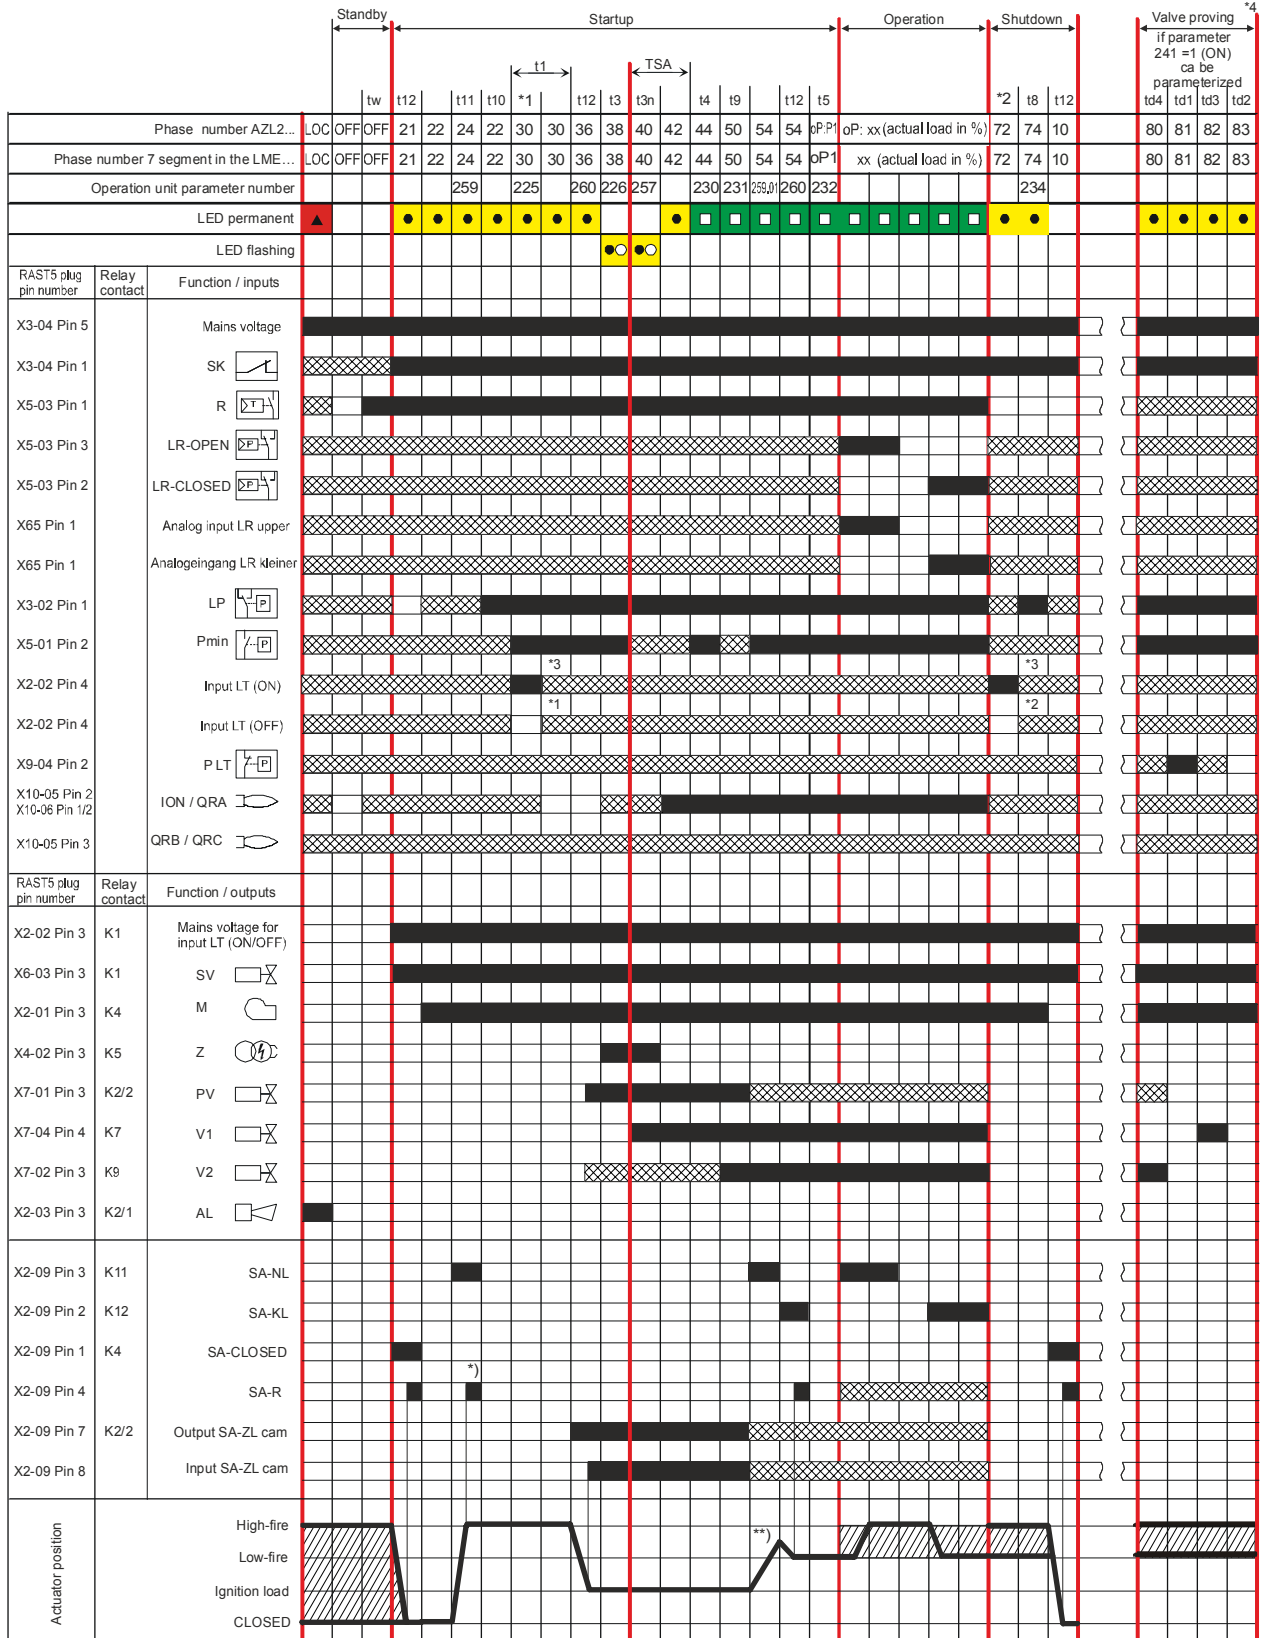 Standby Startup Operation Shutdown Valve proving *4
if parameter
241 =1 (ON)
ca be
parameterized
t1 TSA
tw t12 t11 t10 *1 t12 t3 t3n t4 t9 t12 t5 *2 t8 t12 td4 td1 td3 td2
Phase number AZL2... LOC OFF OFF 21 22 24 22 30 30 36 38 40 42 44 50 54 54 oP:P1 oP: xx (actual load in %) 72 74 10 80 81 82 83
Phase number 7 segment in the LME... LOC OFF OFF 21 22 24 22 30 30 36 38 40 42 44 50 54 54 oP1 xx (actual load in %) 72 74 10 80 81 82 83
Operation unit parameter number 259 225 260 226 257 230 231 259.01 260 232 234
LED permanent
LED flashing
RAST5 plug pin number Relay contact Function / inputs
X3-04 Pin 5 Mains voltage
X3-04 Pin 1 SK
X5-03 Pin 1 R T
X5-03 Pin 3 LR-OPEN P
X5-03 Pin 2 LR-CLOSED P
X65 Pin 1 Analog input LR upper
X65 Pin 1 Analogeingang LR kleiner
X3-02 Pin 1 LP P
X5-01 Pin 2 Pmin P
*3 *3
X2-02 Pin 4 Input LT (ON)
*1 *2
X2-02 Pin 4 Input LT (OFF)
X9-04 Pin 2 P LT P
X10-05 Pin 2
X10-06 Pin 1/2 ION / QRA
X10-05 Pin 3 QRB / QRC
RAST5 plug pin number Relay contact Function / outputs
X2-02 Pin 3 K1 Mains voltage for input LT (ON/OFF)
X6-03 Pin 3 K1 SV
X2-01 Pin 3 K4 M
X4-02 Pin 3 K5 Z
X7-01 Pin 3 K2/2 PV
X7-04 Pin 4 K7 V1
X7-02 Pin 3 K9 V2
X2-03 Pin 3 K2/1 AL
X2-09 Pin 3 K11 SA-NL
X2-09 Pin 2 K12 SA-KL
X2-09 Pin 1 K4 SA-CLOSED
*)
X2-09 Pin 4 SA-R
X2-09 Pin 7 K2/2 Output SA-ZL cam
X2-09 Pin 8 Input SA-ZL cam
Actuator position
High-fire
**)
Low-fire
Ignition load
CLOSED